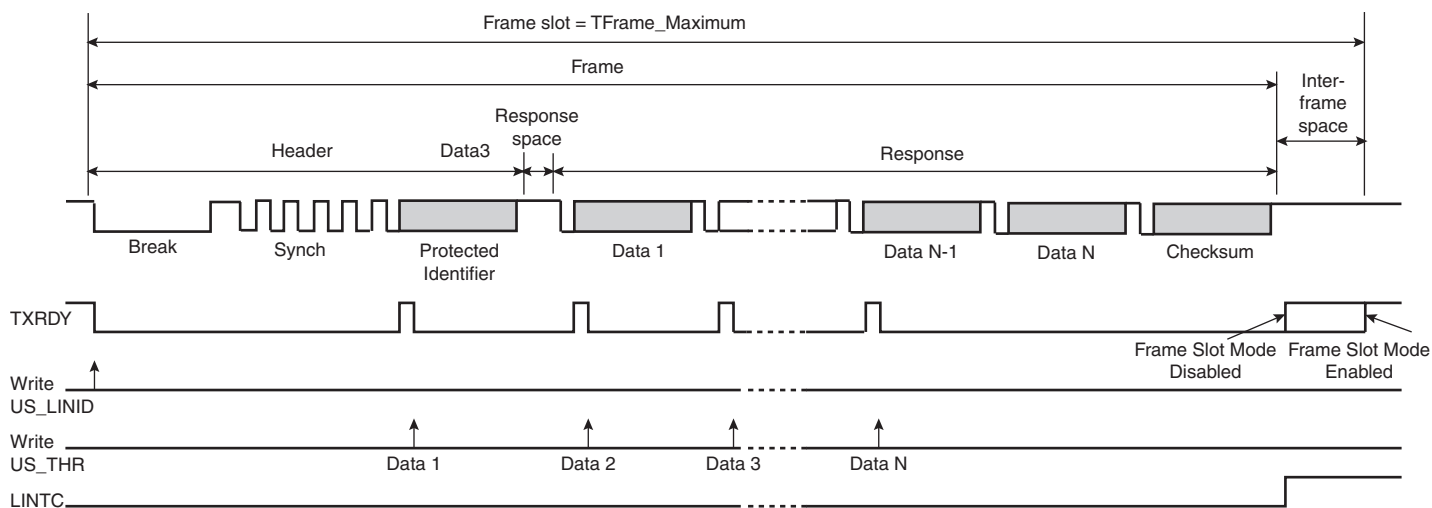 Frame slot = TFrame_Maximum
Frame
Inter-
frame
space
Response
space
Header
Data3
Response
Break
Synch
Protected
Identifier
Data 1
Data N-1
Data N
Checksum
TXRDY
Frame Slot Mode
Disabled
Frame Slot Mode
Enabled
Write
US_LINID
Write
US_THR
Data 1
Data 2
Data 3
Data N
LINTC